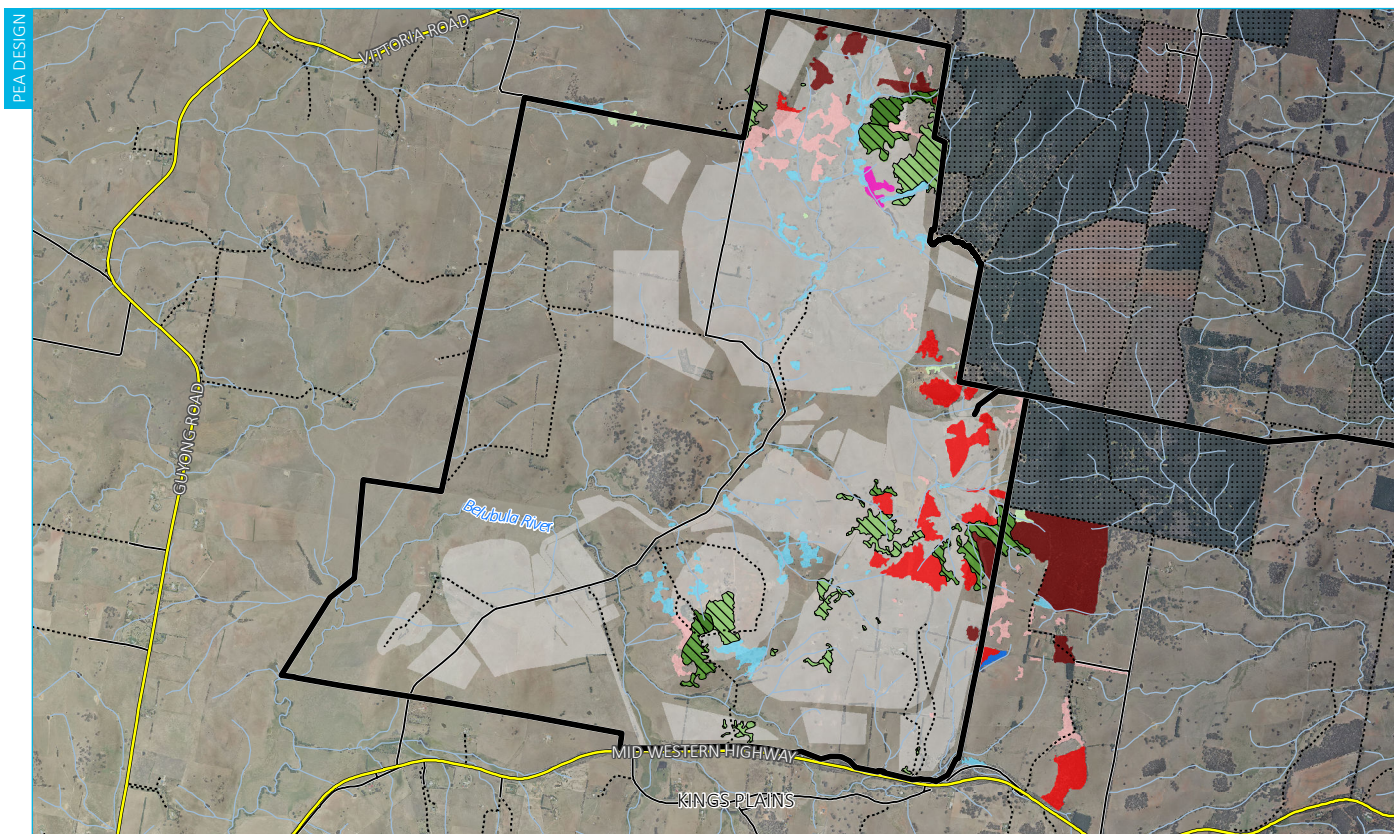 PEA DESIGN
VITTORIA ROAD
GUYONG ROAD
Belubula River
MID WESTERN HIGHWAY
KINGS PLAINS